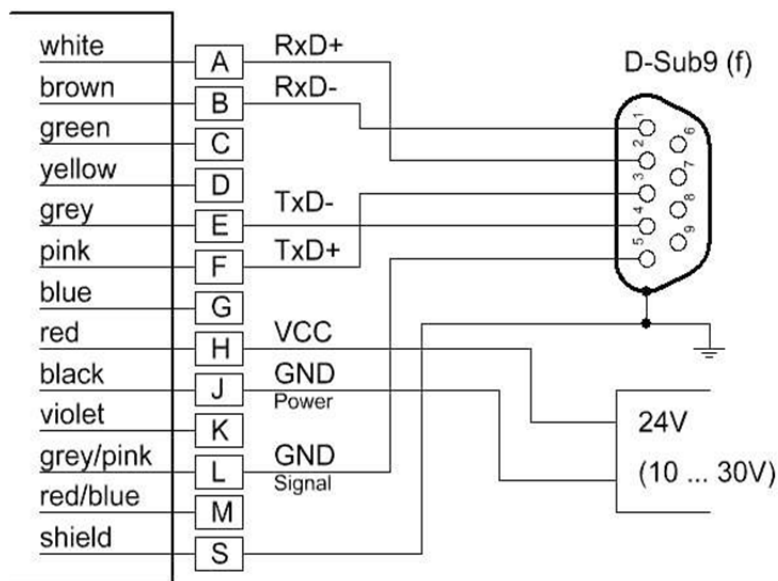 white A RxD+
D-Sub9 (f)
brown B RxD-
green C
yellow D
grey E TxD-
pink F TxD+
blue G
red H VCC
black J GND
Power
violet K
grey/pink L GND
Signal
red/blue M
shield S
1
2
3
4
5
6
7
8
9
24V
(10 ... 30V)